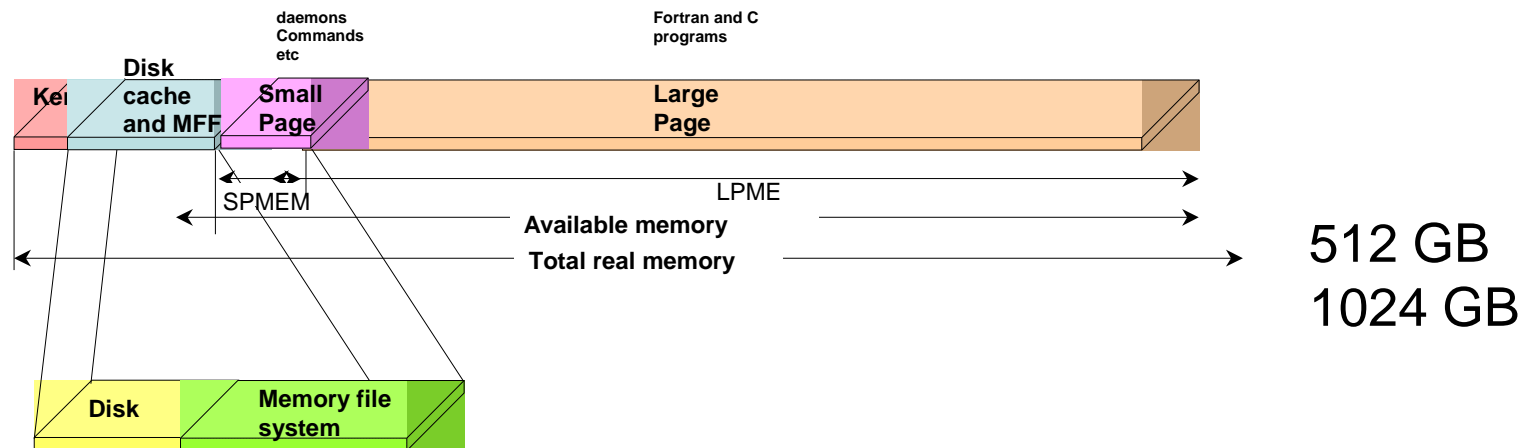 daemons
Commands
etc
Fortran and C
programs
Ker
Disk
cache
and MFF
Small
Page
Large
Page
SPMEM
LPME
Available memory
Total real memory
512 GB
1024 GB
Disk
Memory file
system